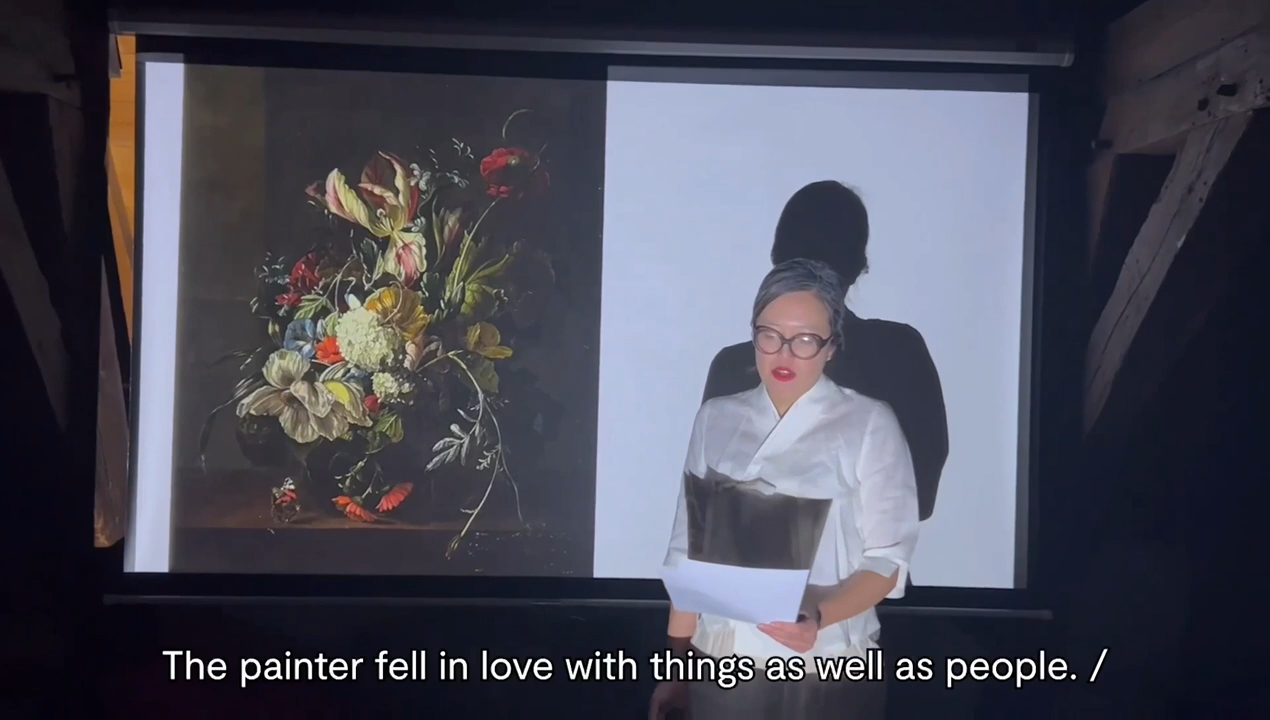 The painter fell in love with things as well as people. /